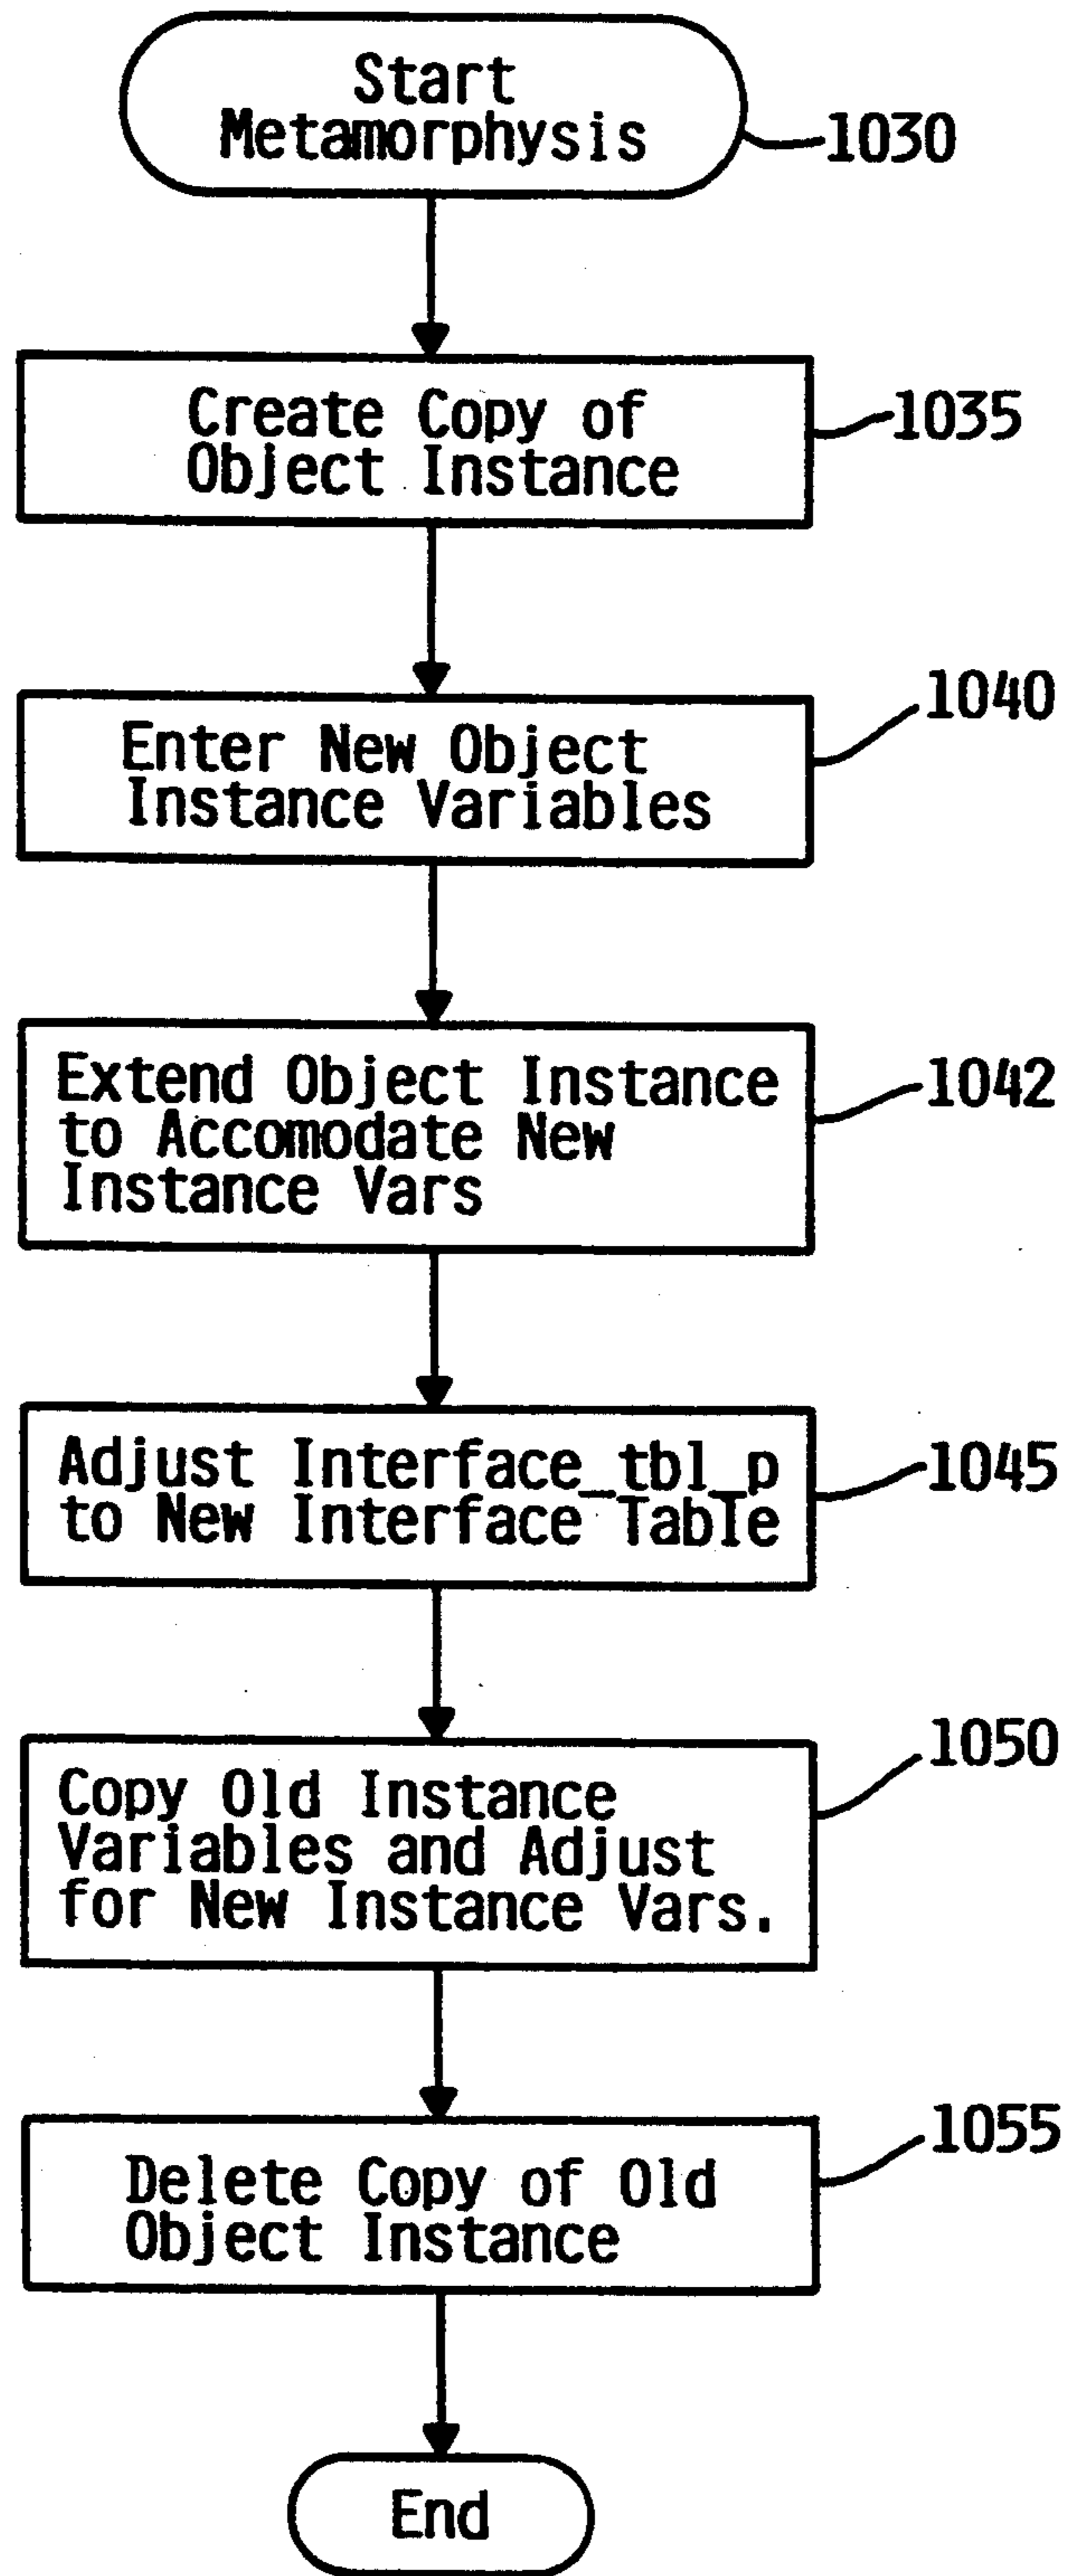 Start
Metamorphysis
1030
Create Copy of
Object Instance
1035
Enter New Object
Instance Variables
1040
Extend Object Instance
to Accomodate New
Instance Vars
1042
Adjust Interface_tbl_p
to New Interface Table
1045
Copy Old Instance
Variables and Adjust
for New Instance Vars.
1050
Delete Copy of Old
Object Instance
1055
End